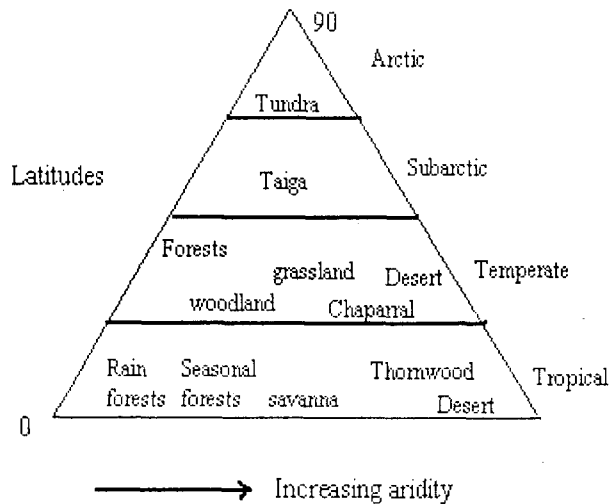 90
Arctic
Tundra
Latitudes
Taiga
Subarctic
Forests
grassland
Desert
Temperate
woodland
Chaparral
Rain
forests
Seasonal
forests
savanna
Thornwood
Desert
Tropical
0
Increasing aridity